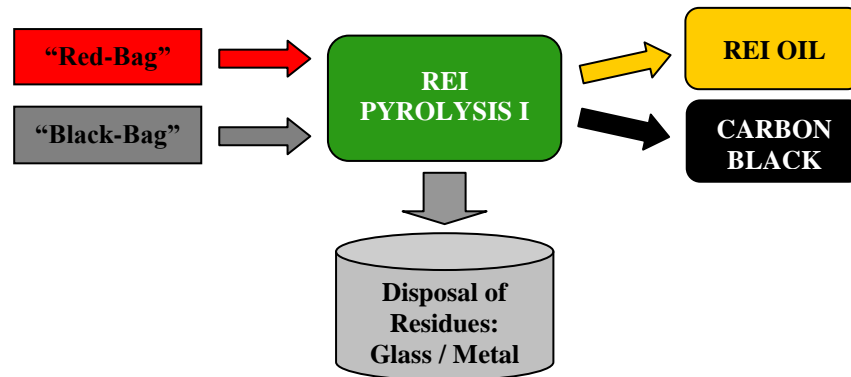 “Red-Bag”
“Black-Bag”
REI
PYROLYSIS I
REI OIL
CARBON
BLACK
Disposal of
Residues:
Glass / Metal